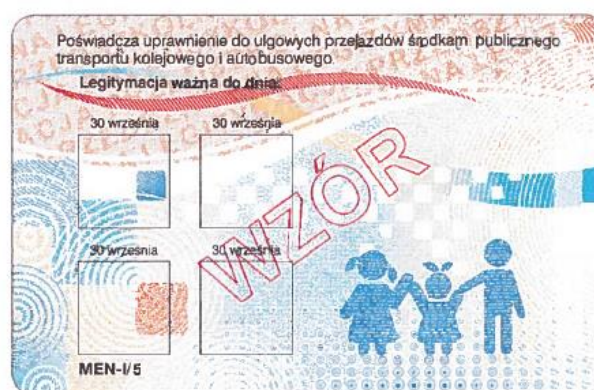 Poświadcza uprawnienie do ulgowych przejazdów środkam publicznego
transportu kolejowego i autobusowego
Legitymacja ważna do dnia:
30 września 30 września
30 września 30 września
WZÓR
MEN-I/5